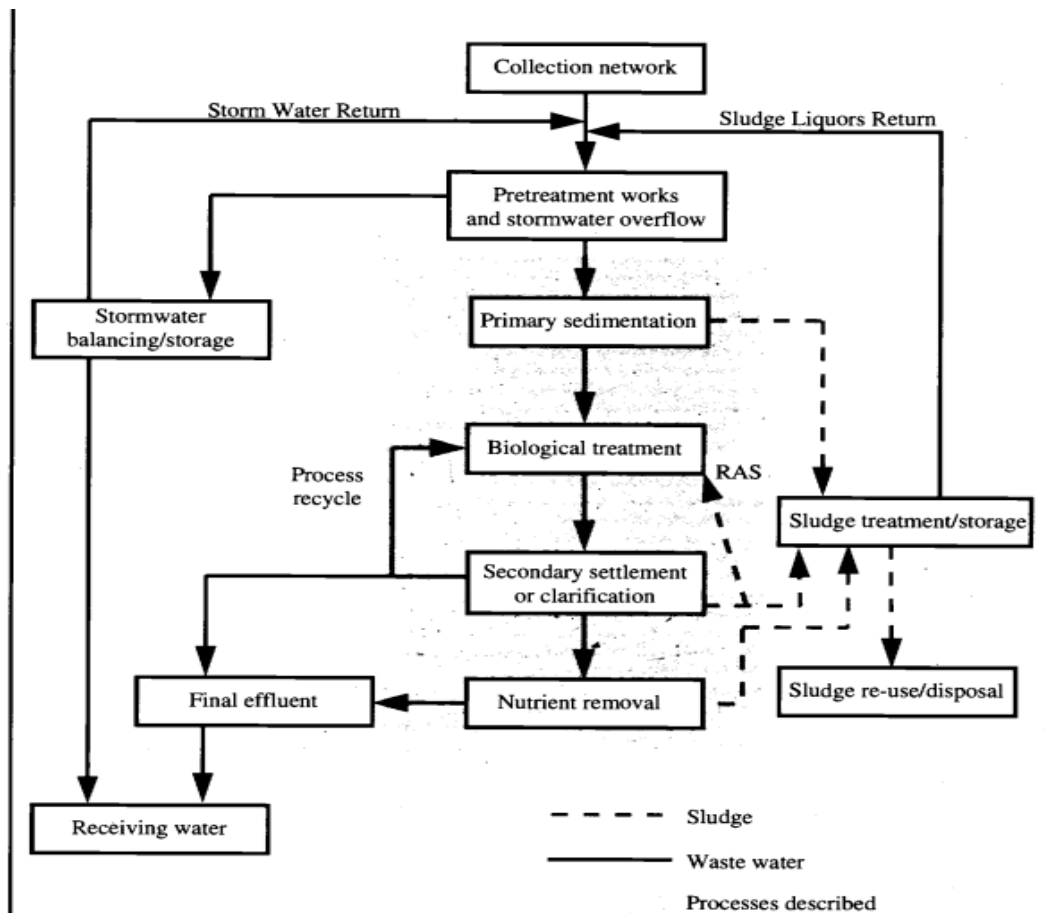 Collection network
Storm Water Return
Sludge Liquors Return
Pretreatment works
and stormwater overflow
Stormwater
balancing/storage
Primary sedimentation
Biological treatment
Process
recycle
RAS
Sludge treatment/storage
Secondary settlement
or clarification
Final effluent
Nutrient removal
Sludge re-use/disposal
Receiving water
Sludge
Waste water
Processes described